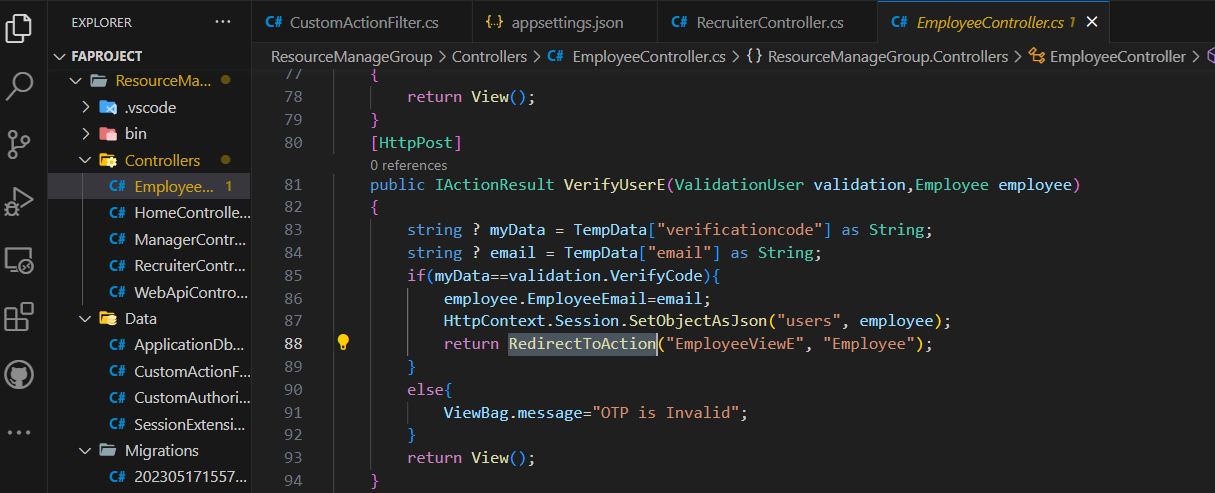 EXPLORER ...
FAPROJECT
ResourceMa...
.vscode
bin
Controllers
C# Employee... 1
C# HomeControlle...
C# ManagerContr...
C# RecruiterContr...
C# WebApiContro...
Data
C# ApplicationDb...
C# CustomActionF...
C# CustomAuthori...
C# SessionExtensi...
Migrations
C# 202305171557...
C# CustomActionFilter.cs
{.} appsettings.json
C# RecruiterController.cs
C# EmployeeController.cs 1
ResourceManageGroup > Controllers > C# EmployeeController.cs > {} ResourceManageGroup.Controllers > EmployeeController >
77 {
78 return View();
79 }
80 [HttpPost]
0 references
81 public IActionResult VerifyUserE(ValidationUser validation,Employee employee)
82 {
83 string ? myData = TempData["verificationcode"] as String;
84 string ? email = TempData["email"] as String;
85 if(myData==validation.VerifyCode){
86 employee.EmployeeEmail=email;
87 HttpContext.Session.SetObjectAsJson("users", employee);
88 return RedirectToAction("EmployeeViewE", "Employee");
89 }
90 else{
91 ViewBag.message="OTP is Invalid";
92 }
93 return View();
94 }